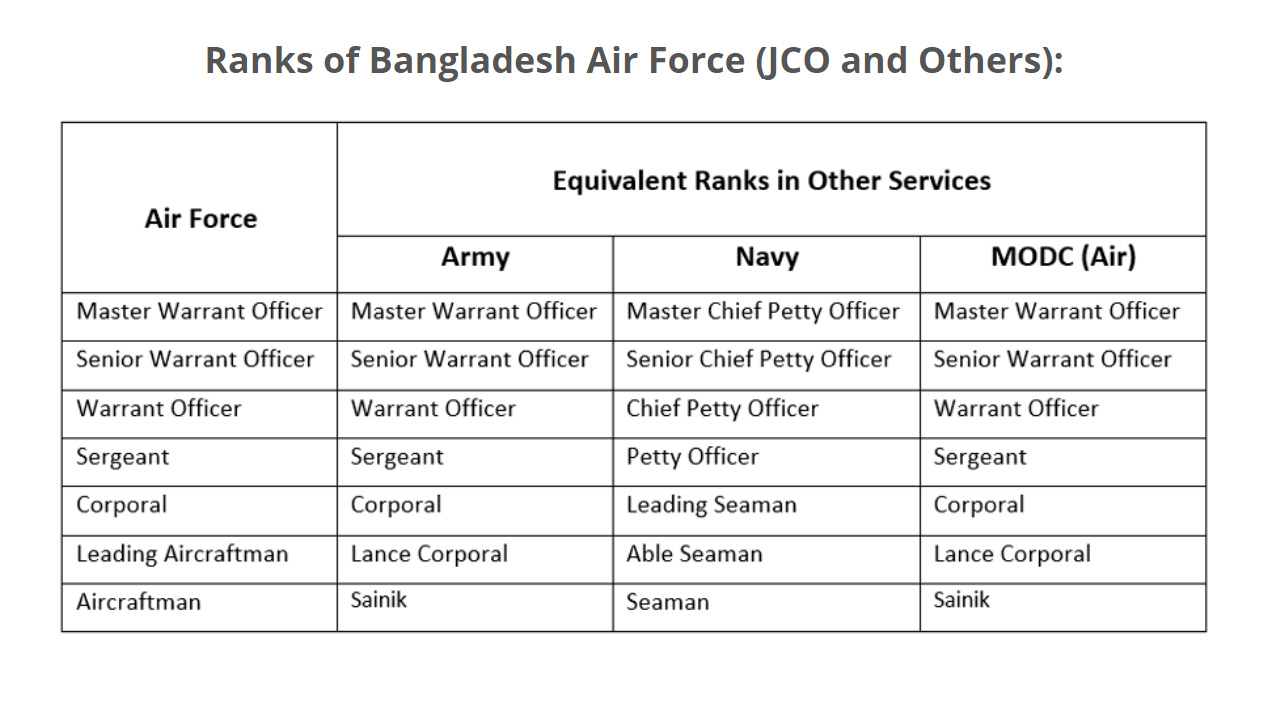 Ranks of Bangladesh Air Force (JCO and Others):
Air Force
Equivalent Ranks in Other Services
Army Navy MODC (Air)
Master Warrant Officer Master Warrant Officer Master Chief Petty Officer Master Warrant Officer
Senior Warrant Officer Senior Warrant Officer Senior Chief Petty Officer Senior Warrant Officer
Warrant Officer Warrant Officer Chief Petty Officer Warrant Officer
Sergeant Sergeant Petty Officer Sergeant
Corporal Corporal Leading Seaman Corporal
Leading Aircraftman Lance Corporal Able Seaman Lance Corporal
Aircraftman Sainik Seaman Sainik